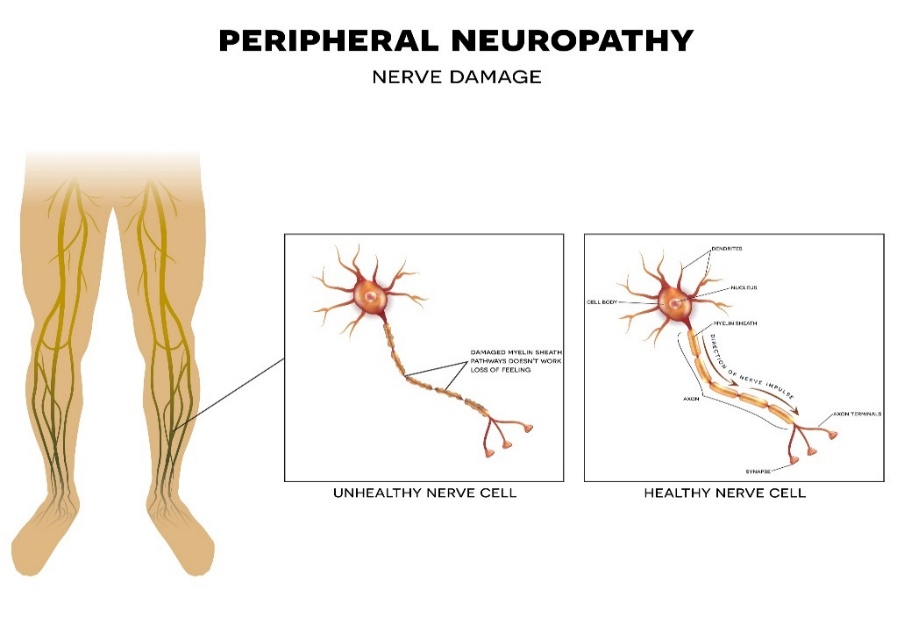 PERIPHERAL NEUROPATHY
NERVE DAMAGE
DAMAGED MYELIN SHEATH
PATHWAYS DOESN'T WORK
LOSS OF FEELING
UNHEALTHY NERVE CELL
DENDRITES
NUCLEUS
CELL BODY
MYELIN SHEATH
DIRECTION OF NERVE IMPULSE
AXON
AXON TERMINALS
SYNAPSE
HEALTHY NERVE CELL